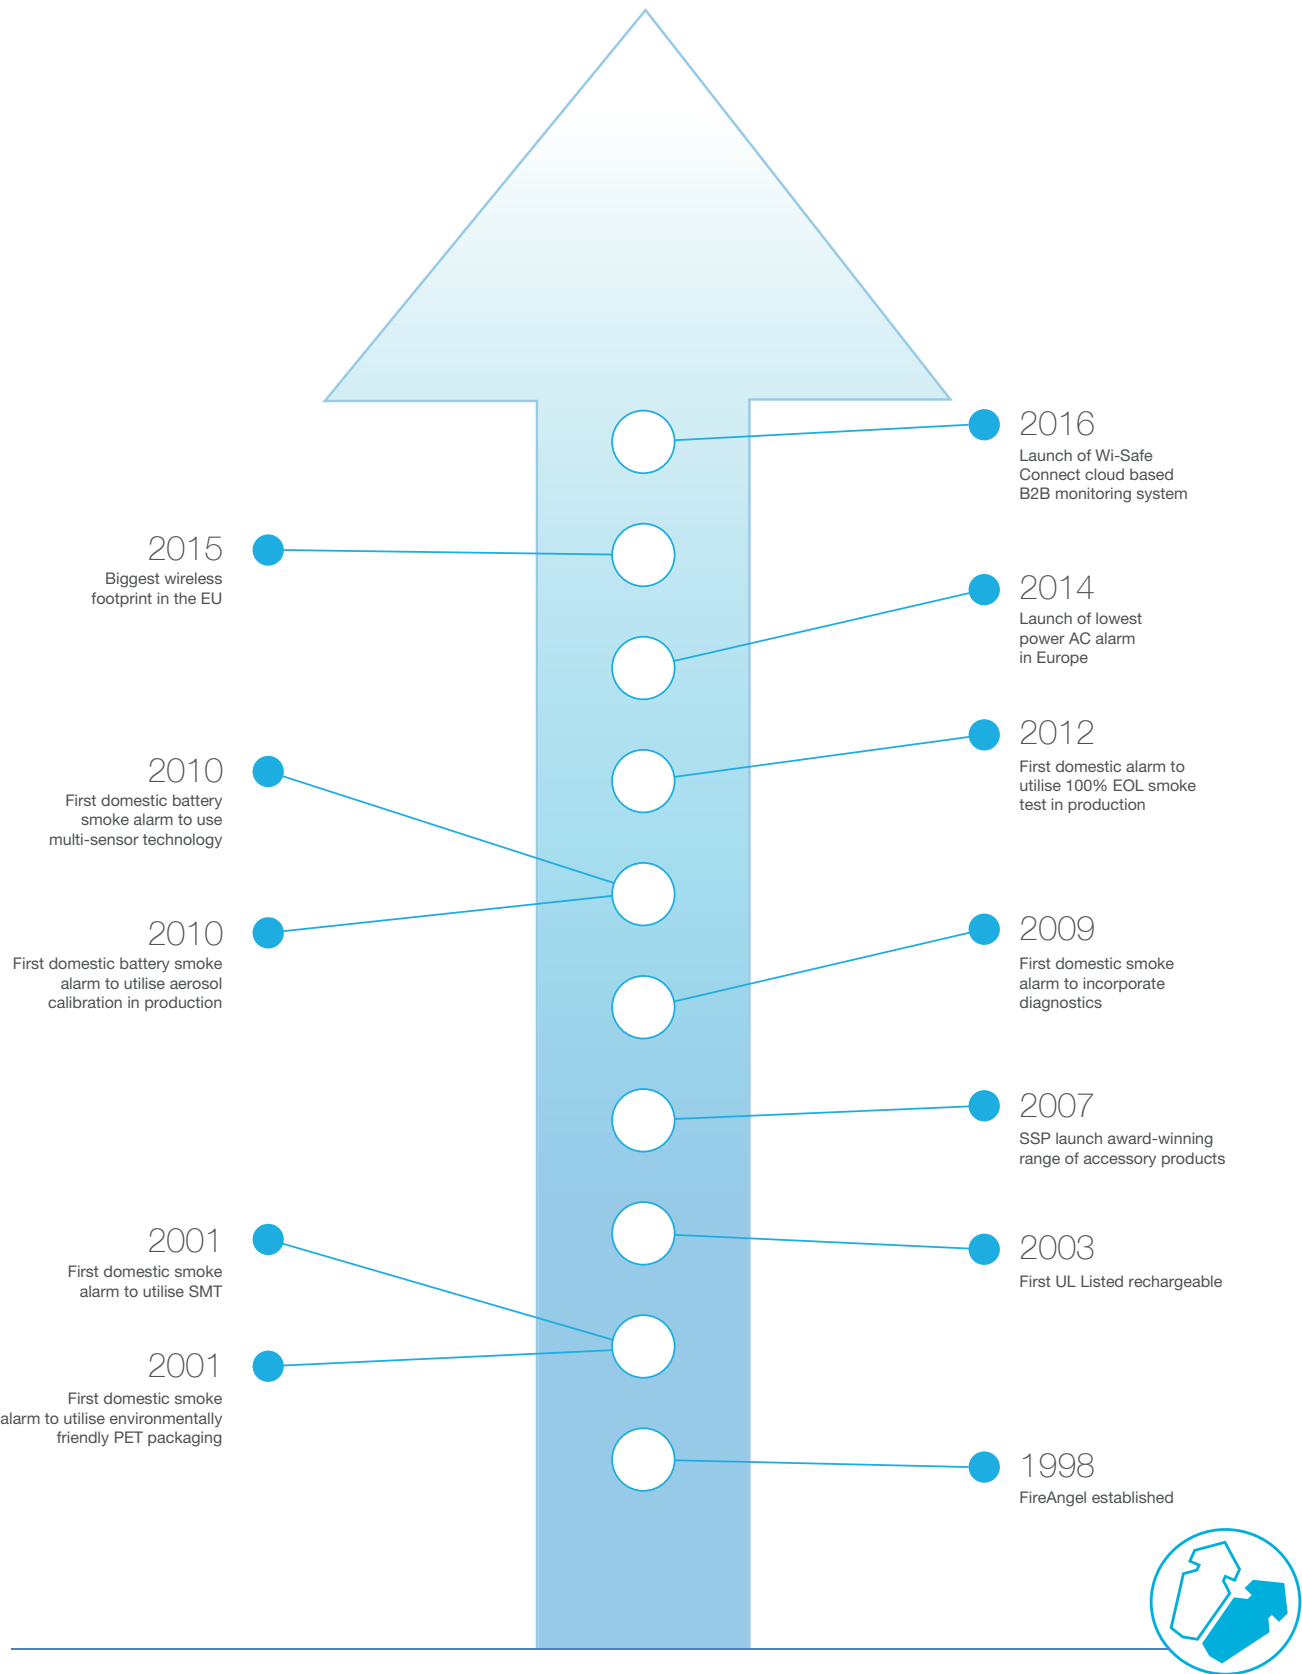 2016
Launch of Wi-Safe
Connect cloud based
B2B monitoring system
2015
Biggest wireless
footprint in the EU
2014
Launch of lowest
power AC alarm
in Europe
2012
First domestic alarm to
utilise 100% EOL smoke
test in production
2010
First domestic battery
smoke alarm to use
multi-sensor technology
2010
First domestic battery smoke
alarm to utilise aerosol
calibration in production
2009
First domestic smoke
alarm to incorporate
diagnostics
2007
SSP launch award-winning
range of accessory products
2003
First UL Listed rechargeable
2001
First domestic smoke
alarm to utilise SMT
2001
First domestic smoke
alarm to utilise environmentally
friendly PET packaging
1998
FireAngel established